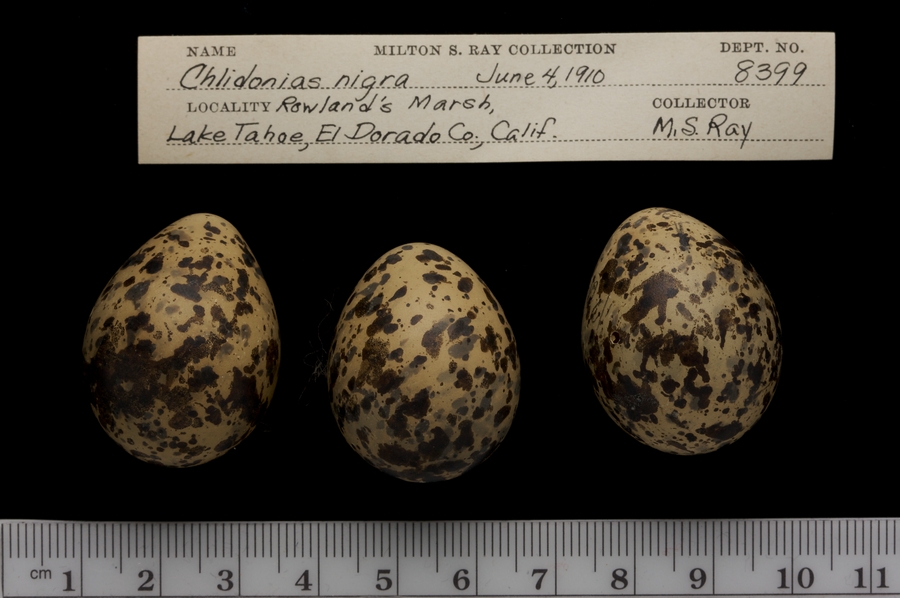 NAME MILTON S. RAY COLLECTION DEPT. NO.
Chlidonias nigra June 4, 1910 8399
LOCALITY Rowland's Marsh, COLLECTOR
Lake Tahoe, El Dorado Co., Calif. M.S. Ray
cm 1 2 3 4 5 6 7 8 9 10 11